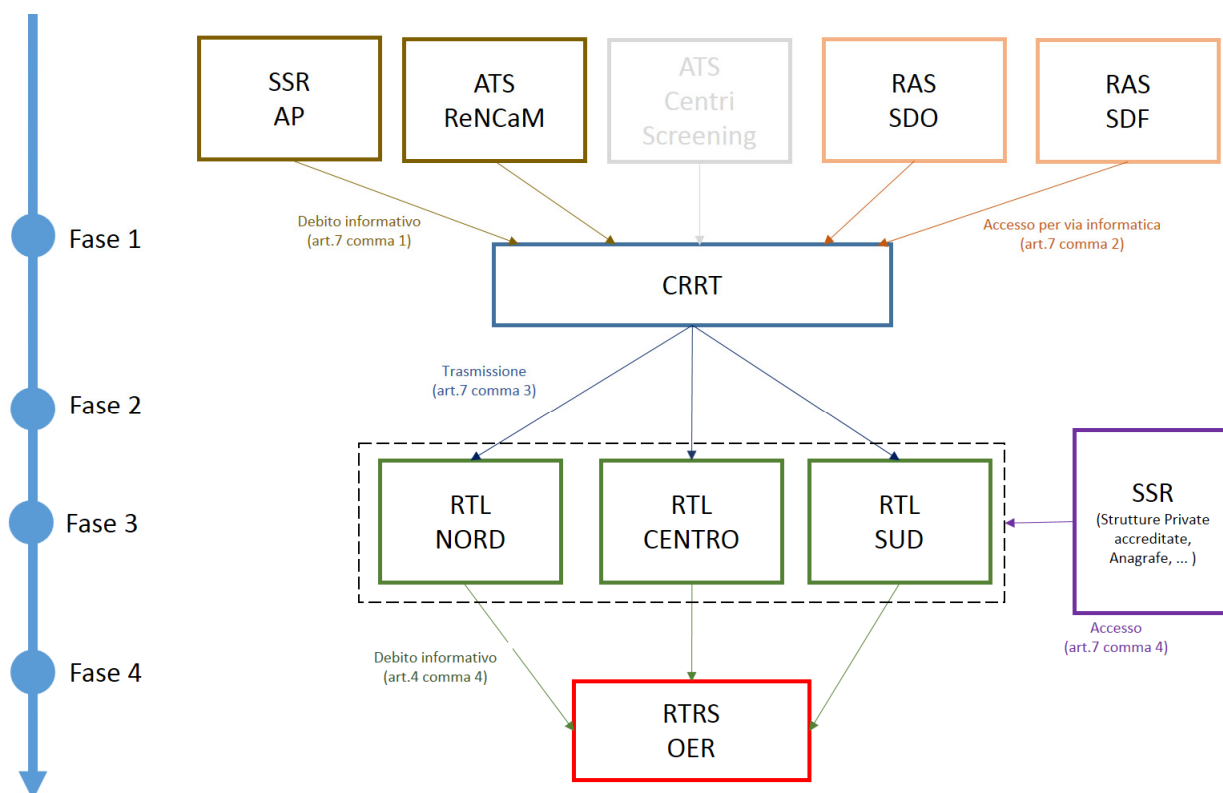 SSR
AP
ATS
ReNCaM
ATS
Centri
Screening
RAS
SDO
RAS
SDF
Fase 1
Debito informativo
(art.7 comma 1)
Accesso per via informatica
(art.7 comma 2)
CRRT
Trasmissione
(art.7 comma 3)
Fase 2
RTL
NORD
RTL
CENTRO
RTL
SUD
SSR
(Strutture Private
accreditate,
Anagrafe, ... )
Fase 3
Accesso
(art.7 comma 4)
Debito informativo
(art.4 comma 4)
Fase 4
RTRS
OER